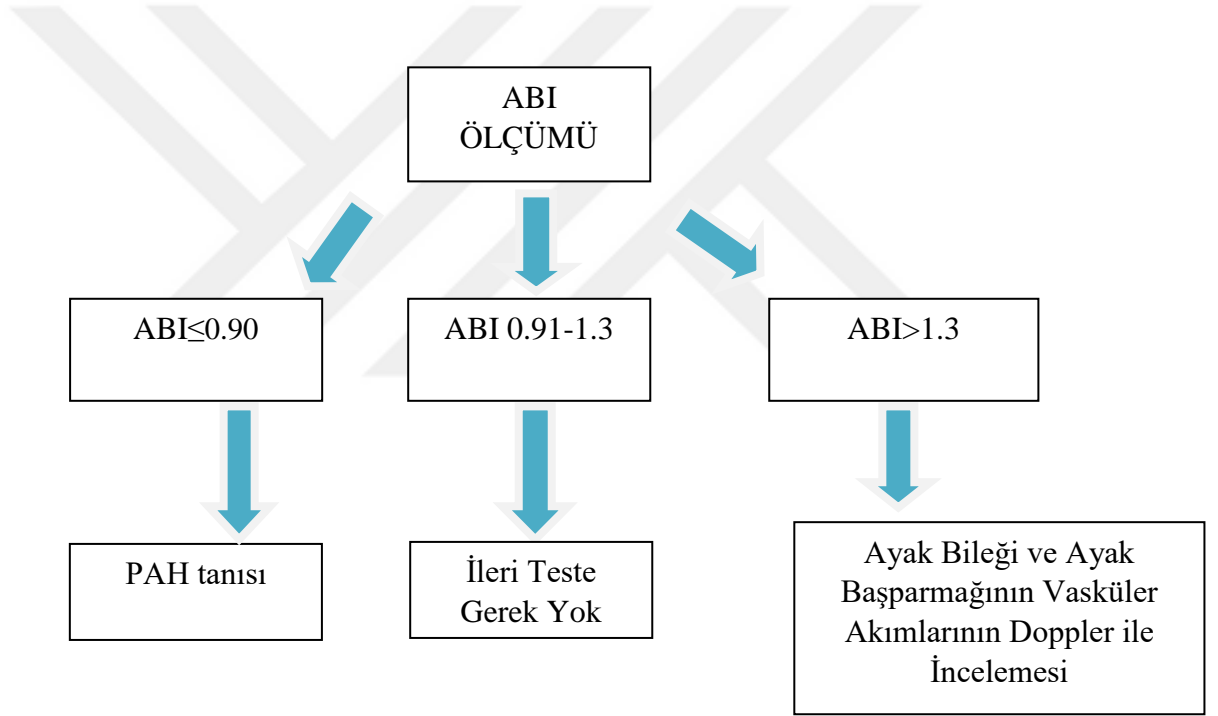 ABI
ÖLÇÜMÜ
ABI≤0.90
ABI 0.91-1.3
ABI>1.3
PAH tanısı
İleri Teste
Gerek Yok
Ayak Bileği ve Ayak
Başparmağının Vasküler
Akımlarının Doppler ile
İncelemesi